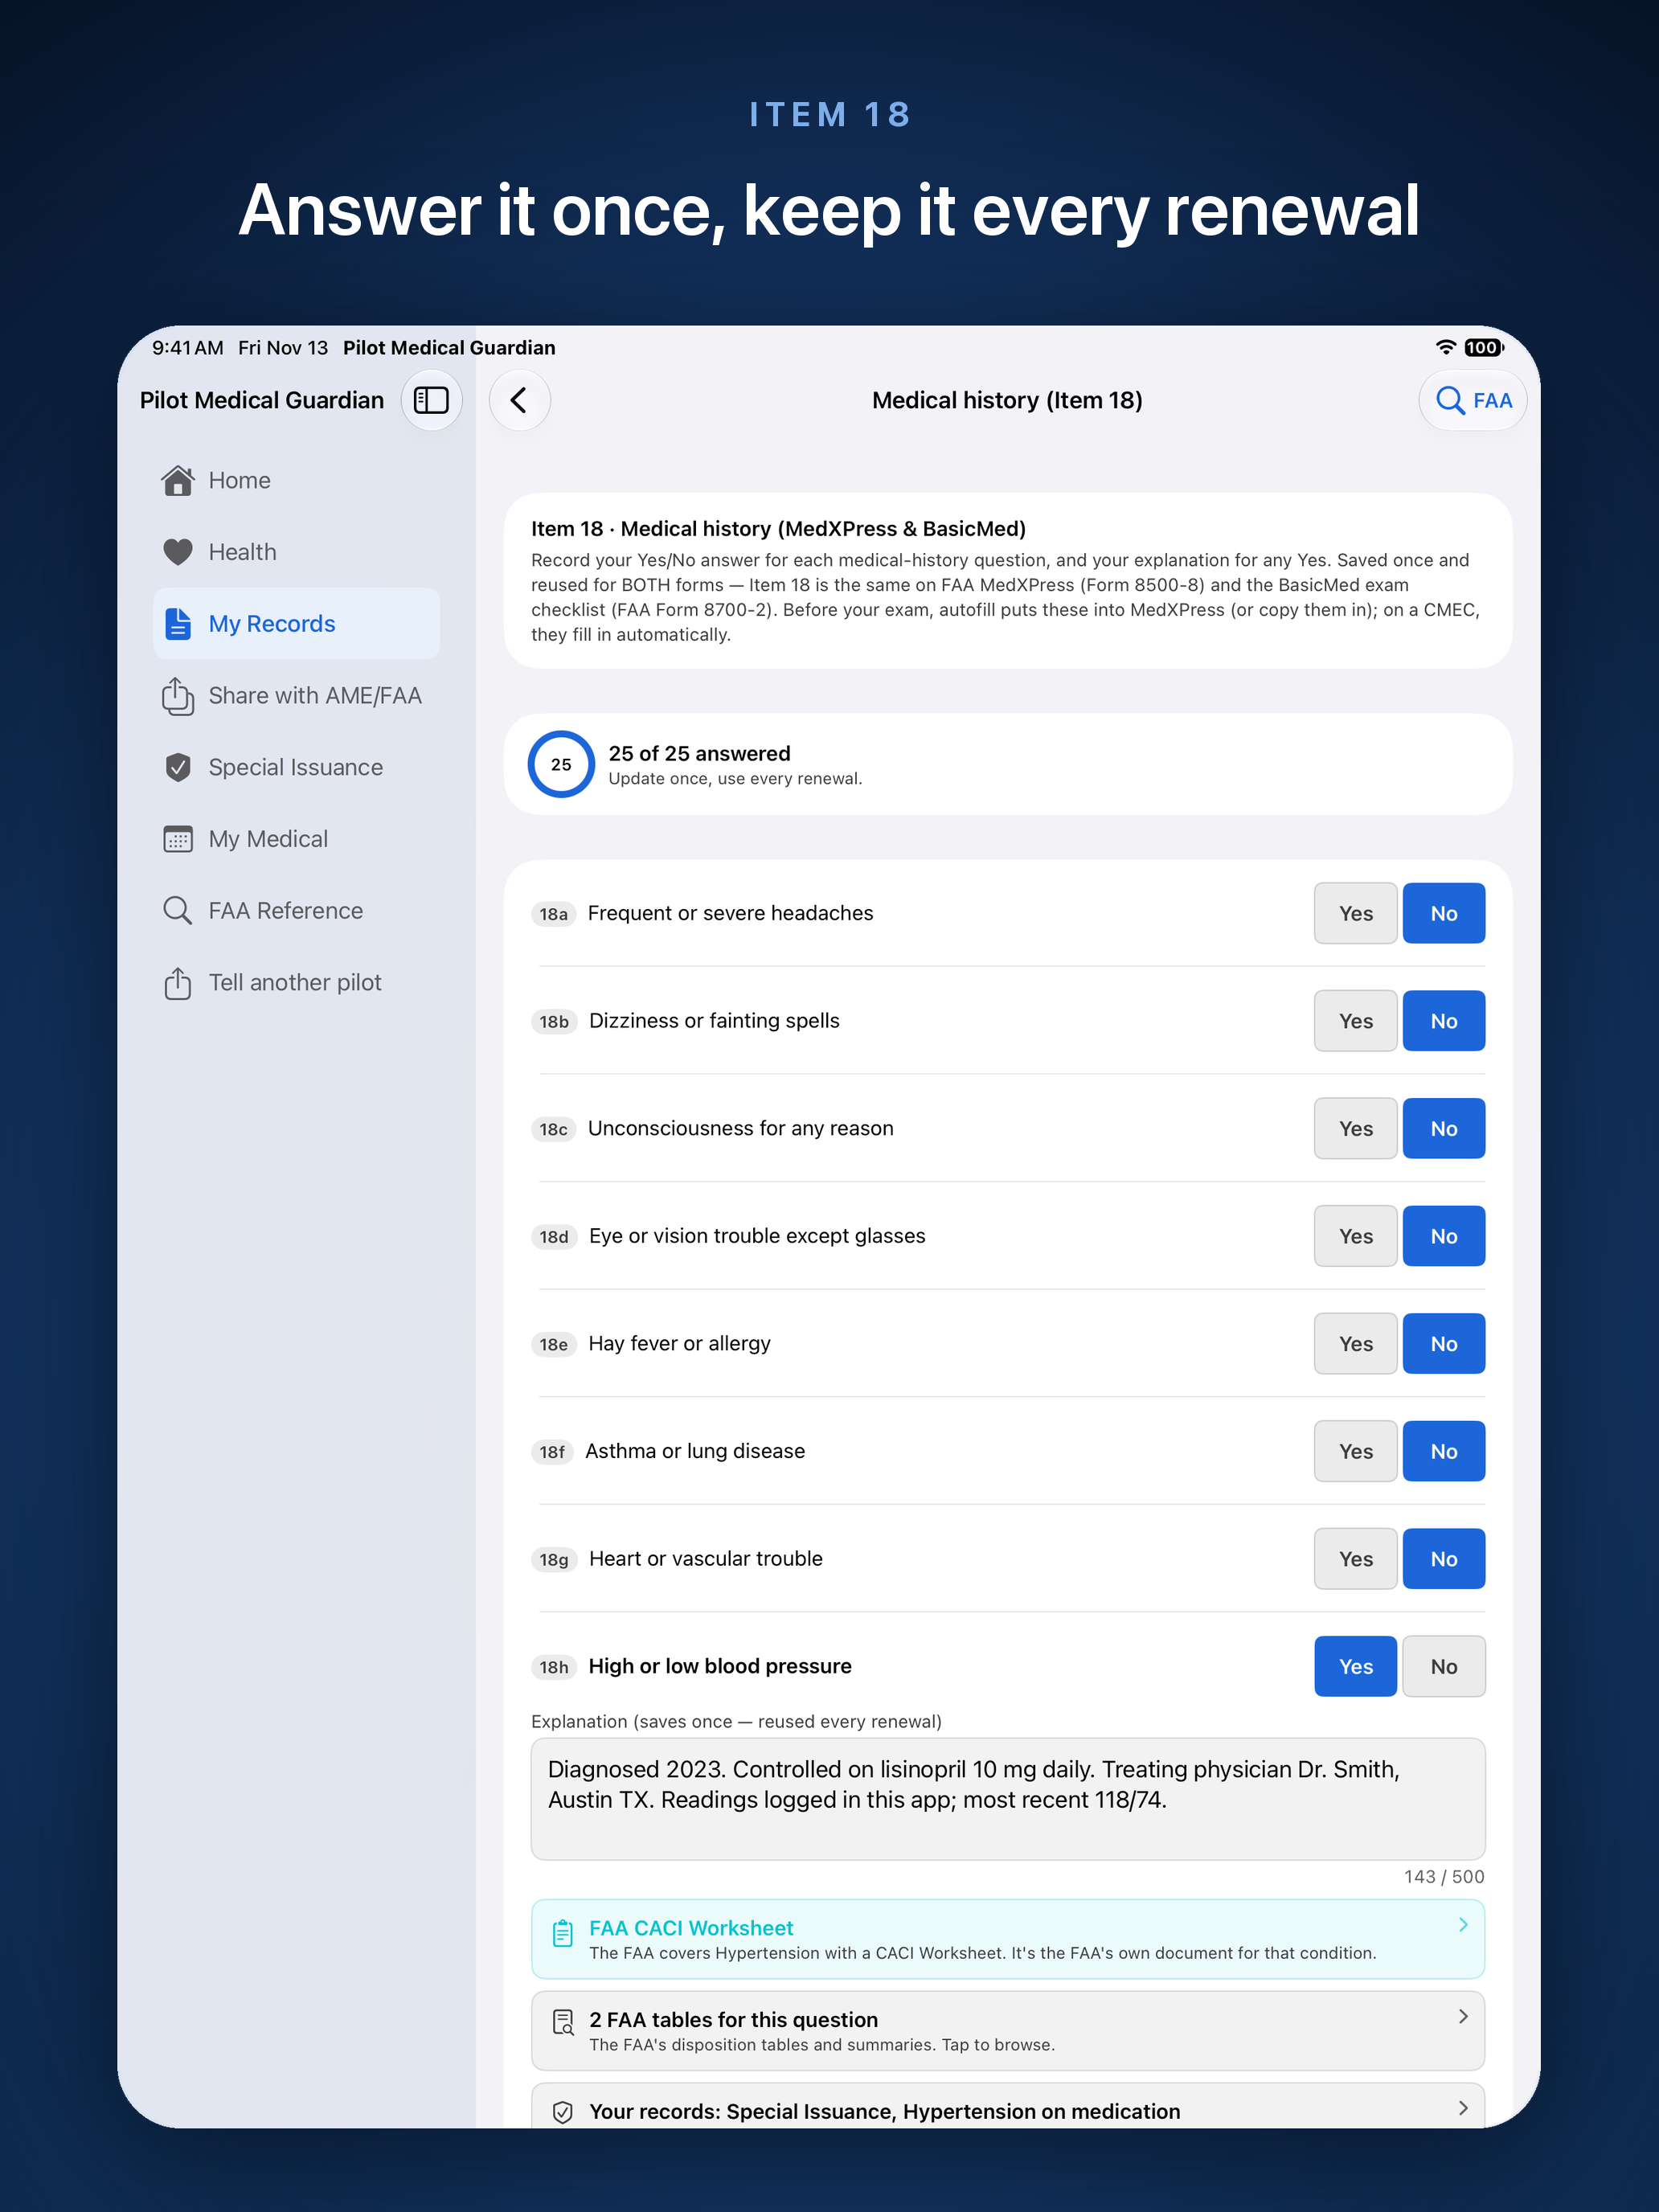 ITEM 18
Answer it once, keep it every renewal
9:41 AM Fri Nov 13 Pilot Medical Guardian
100
Pilot Medical Guardian
Medical history (Item 18)
FAA
Home
Health
My Records
Share with AME/FAA
Special Issuance
My Medical
FAA Reference
Tell another pilot
Item 18 · Medical history (MedXPress & BasicMed)
Record your Yes/No answer for each medical-history question, and your explanation for any Yes. Saved once and
reused for BOTH forms — Item 18 is the same on FAA MedXPress (Form 8500-8) and the BasicMed exam
checklist (FAA Form 8700-2). Before your exam, autofill puts these into MedXPress (or copy them in); on a CMEC,
they fill in automatically.
25
25 of 25 answered
Update once, use every renewal.
18a Frequent or severe headaches Yes No
18b Dizziness or fainting spells Yes No
18c Unconsciousness for any reason Yes No
18d Eye or vision trouble except glasses Yes No
18e Hay fever or allergy Yes No
18f Asthma or lung disease Yes No
18g Heart or vascular trouble Yes No
18h High or low blood pressure Yes No
Explanation (saves once — reused every renewal)
Diagnosed 2023. Controlled on lisinopril 10 mg daily. Treating physician Dr. Smith,
Austin TX. Readings logged in this app; most recent 118/74.
143 / 500
FAA CACI Worksheet
The FAA covers Hypertension with a CACI Worksheet. It's the FAA's own document for that condition.
2 FAA tables for this question
The FAA's disposition tables and summaries. Tap to browse.
Your records: Special Issuance, Hypertension on medication